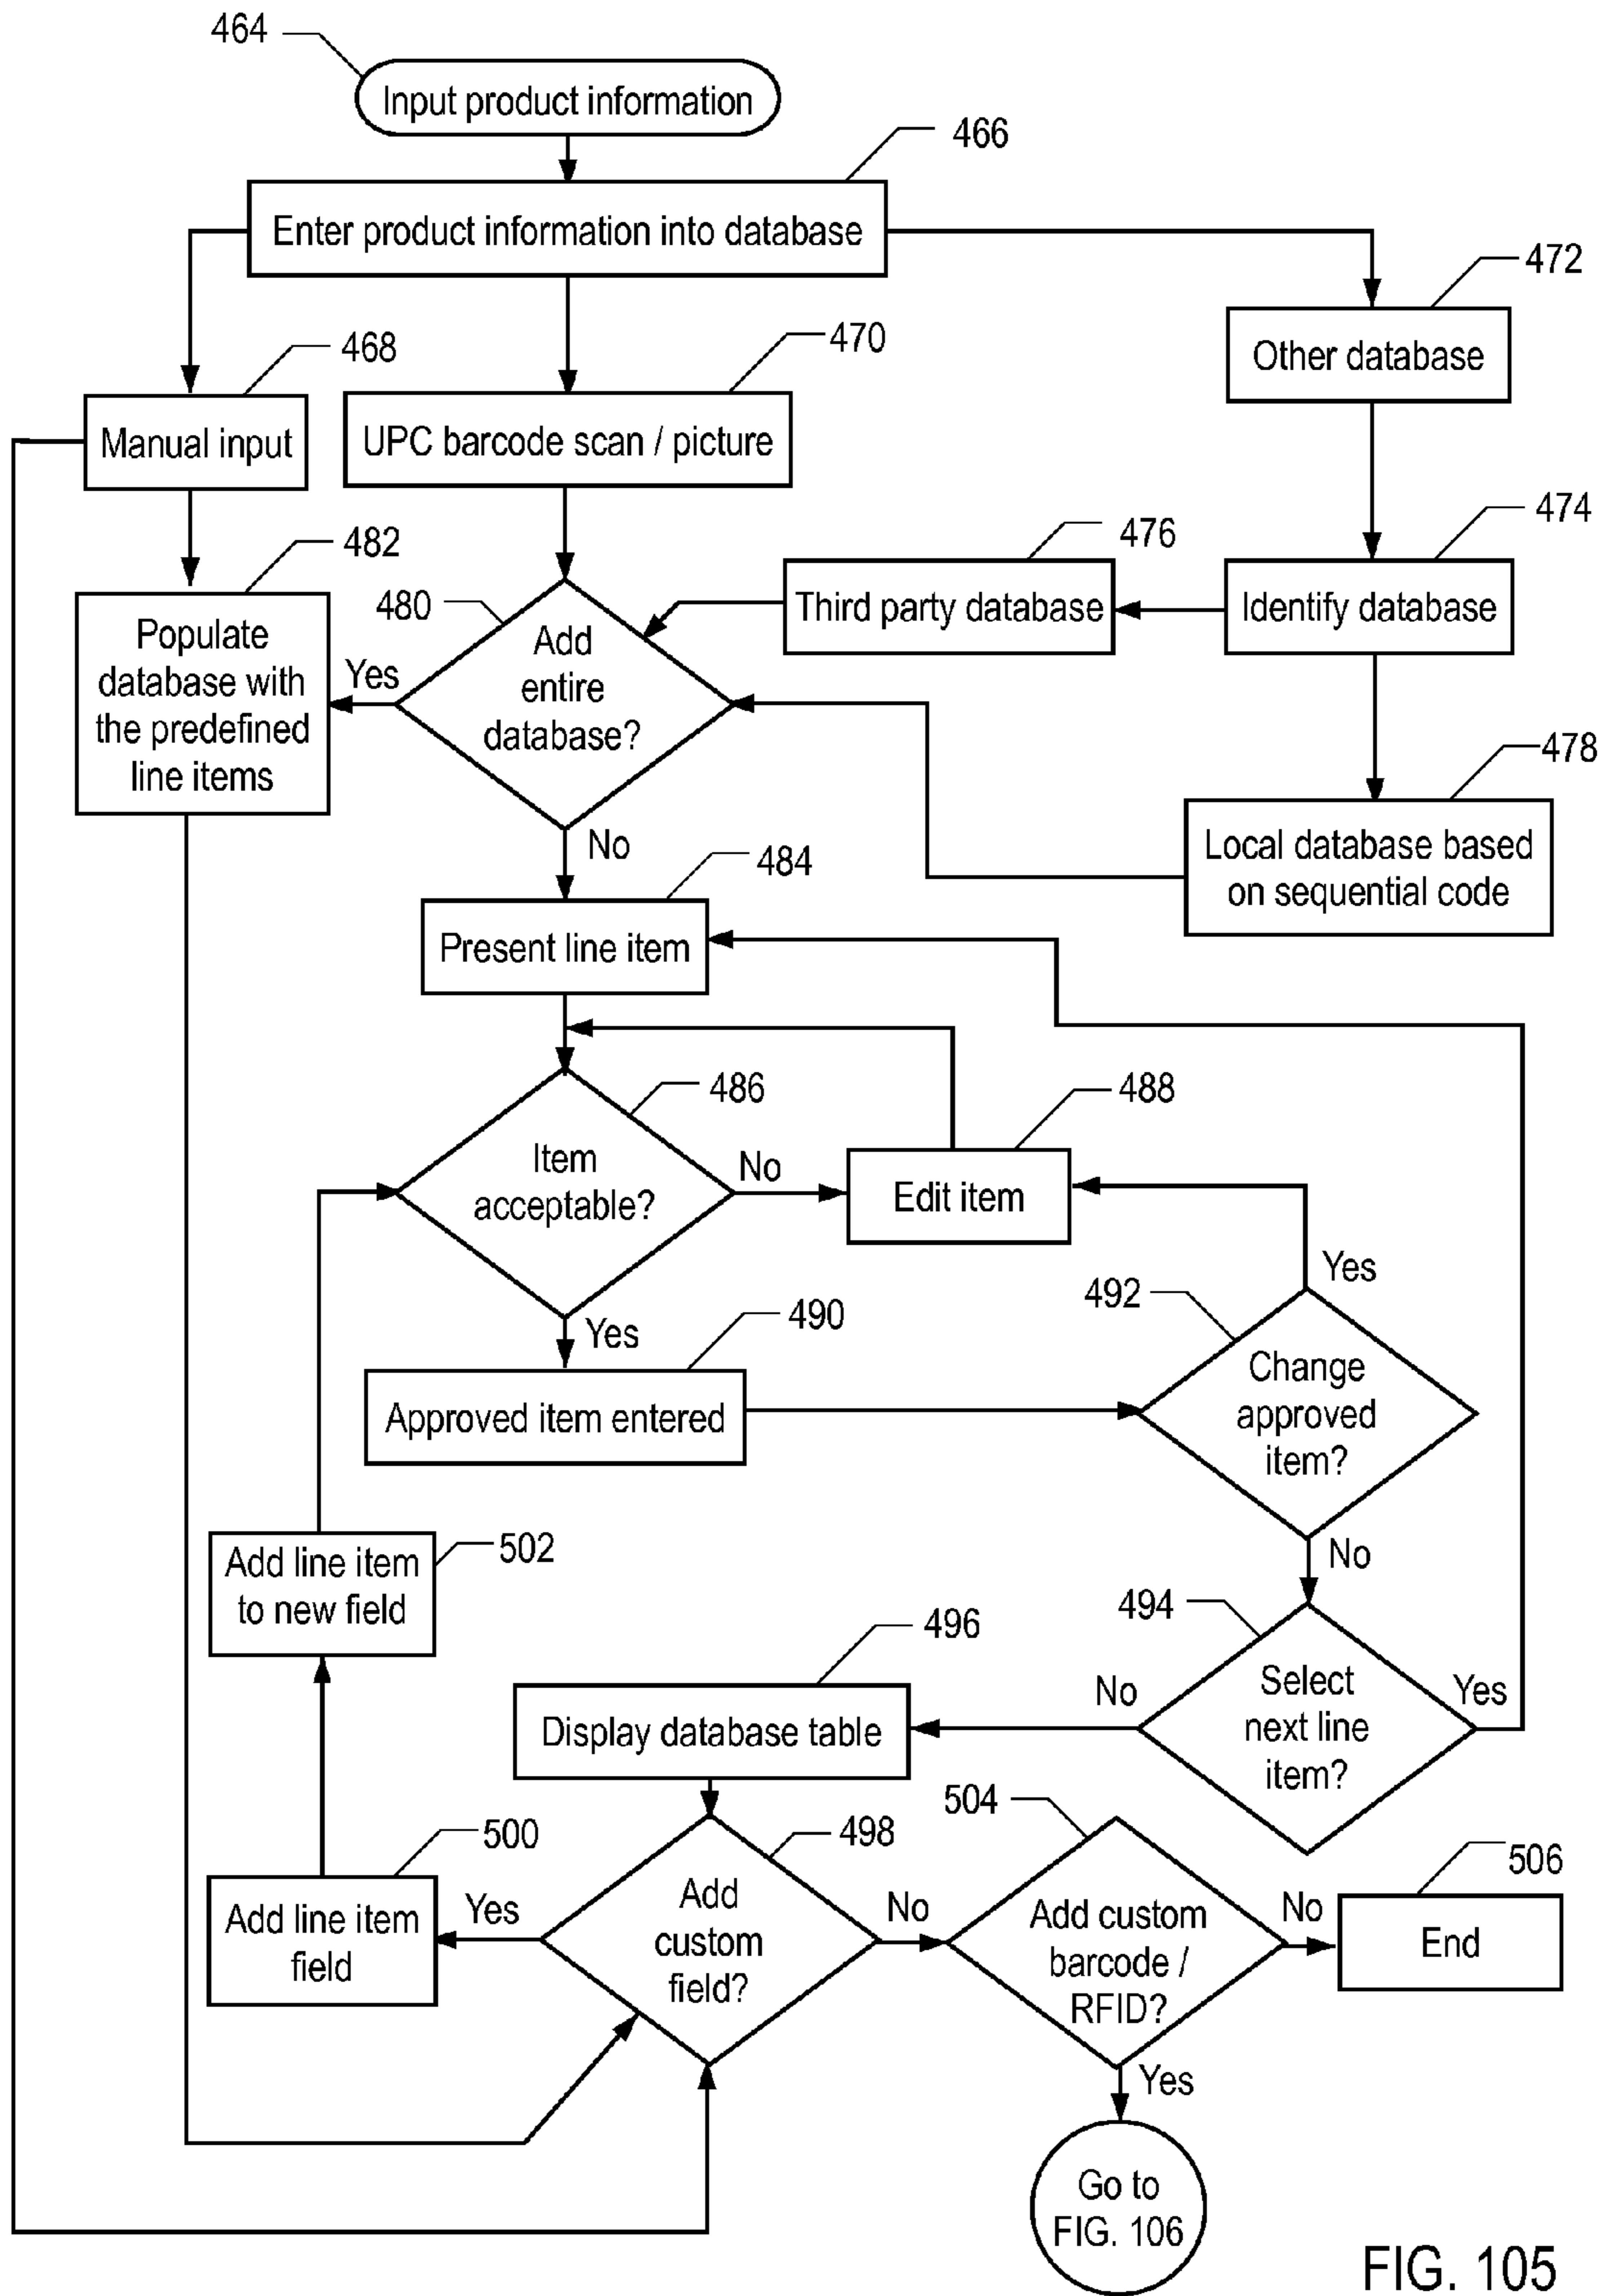 464
Input product information
466
Enter product information into database
472
Other database
468
Manual input
470
UPC barcode scan / picture
474
Identify database
476
Third party database
482
Populate
database with
the predefined
line items
480
Add
entire
database?
Yes
No
478
Local database based
on sequential code
484
Present line item
486
Item
acceptable?
No
Yes
488
Edit item
490
Approved item entered
492
Change
approved
item?
Yes
No
502
Add line item
to new field
494
Select
next line
item?
No
Yes
496
Display database table
498
Add
custom
field?
Yes
No
500
Add line item
field
504
Add custom
barcode /
RFID?
No
Yes
506
End
Go to
FIG. 106
FIG. 105